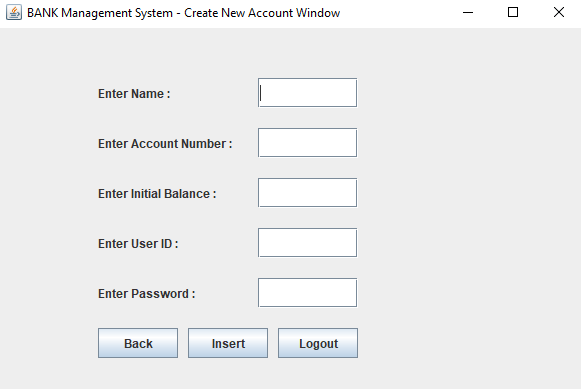 BANK Management System - Create New Account Window
Enter Name :
Enter Account Number :
Enter Initial Balance :
Enter User ID :
Enter Password :
Back Insert Logout